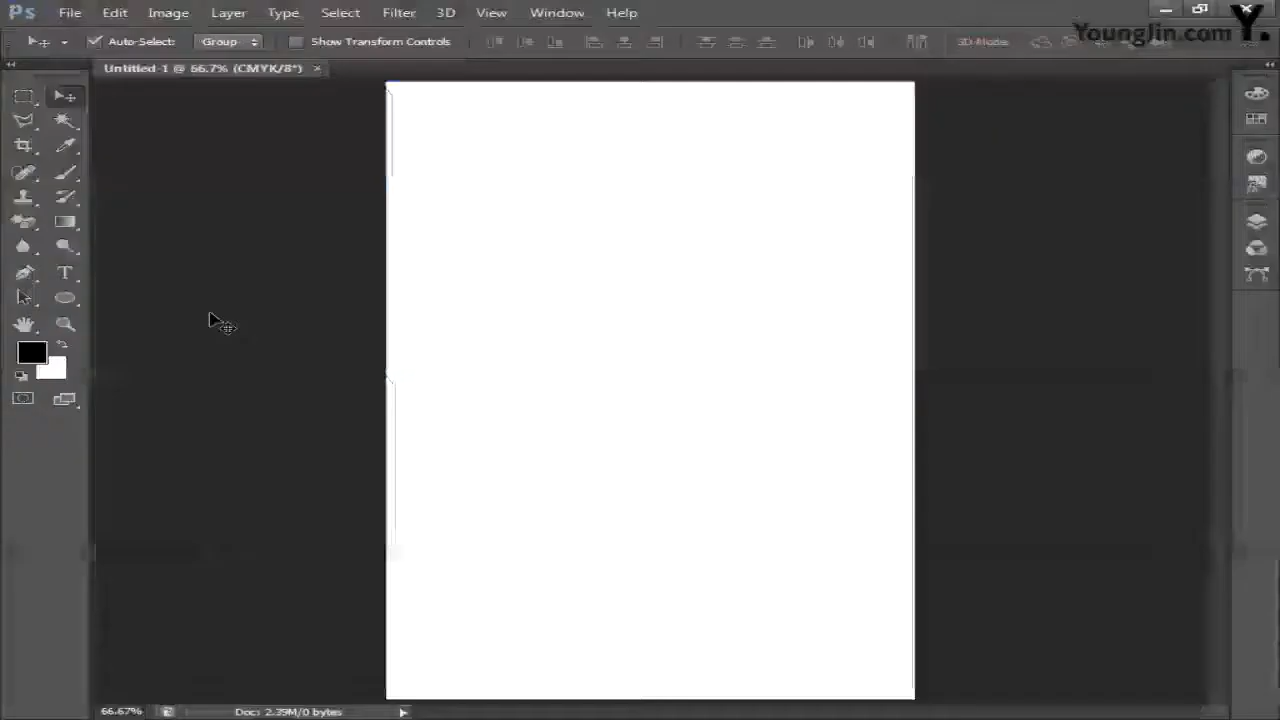 Ps File Edit Image Layer Type Select Filter 3D View Window Help
Auto-Select: Group Show Transform Controls 3D Mode:
YoungJin.com Y.
Untitled-1 @ 66.7% (CMYK/8*) ×
T
66.67% Doc: 2.39M/0 bytes